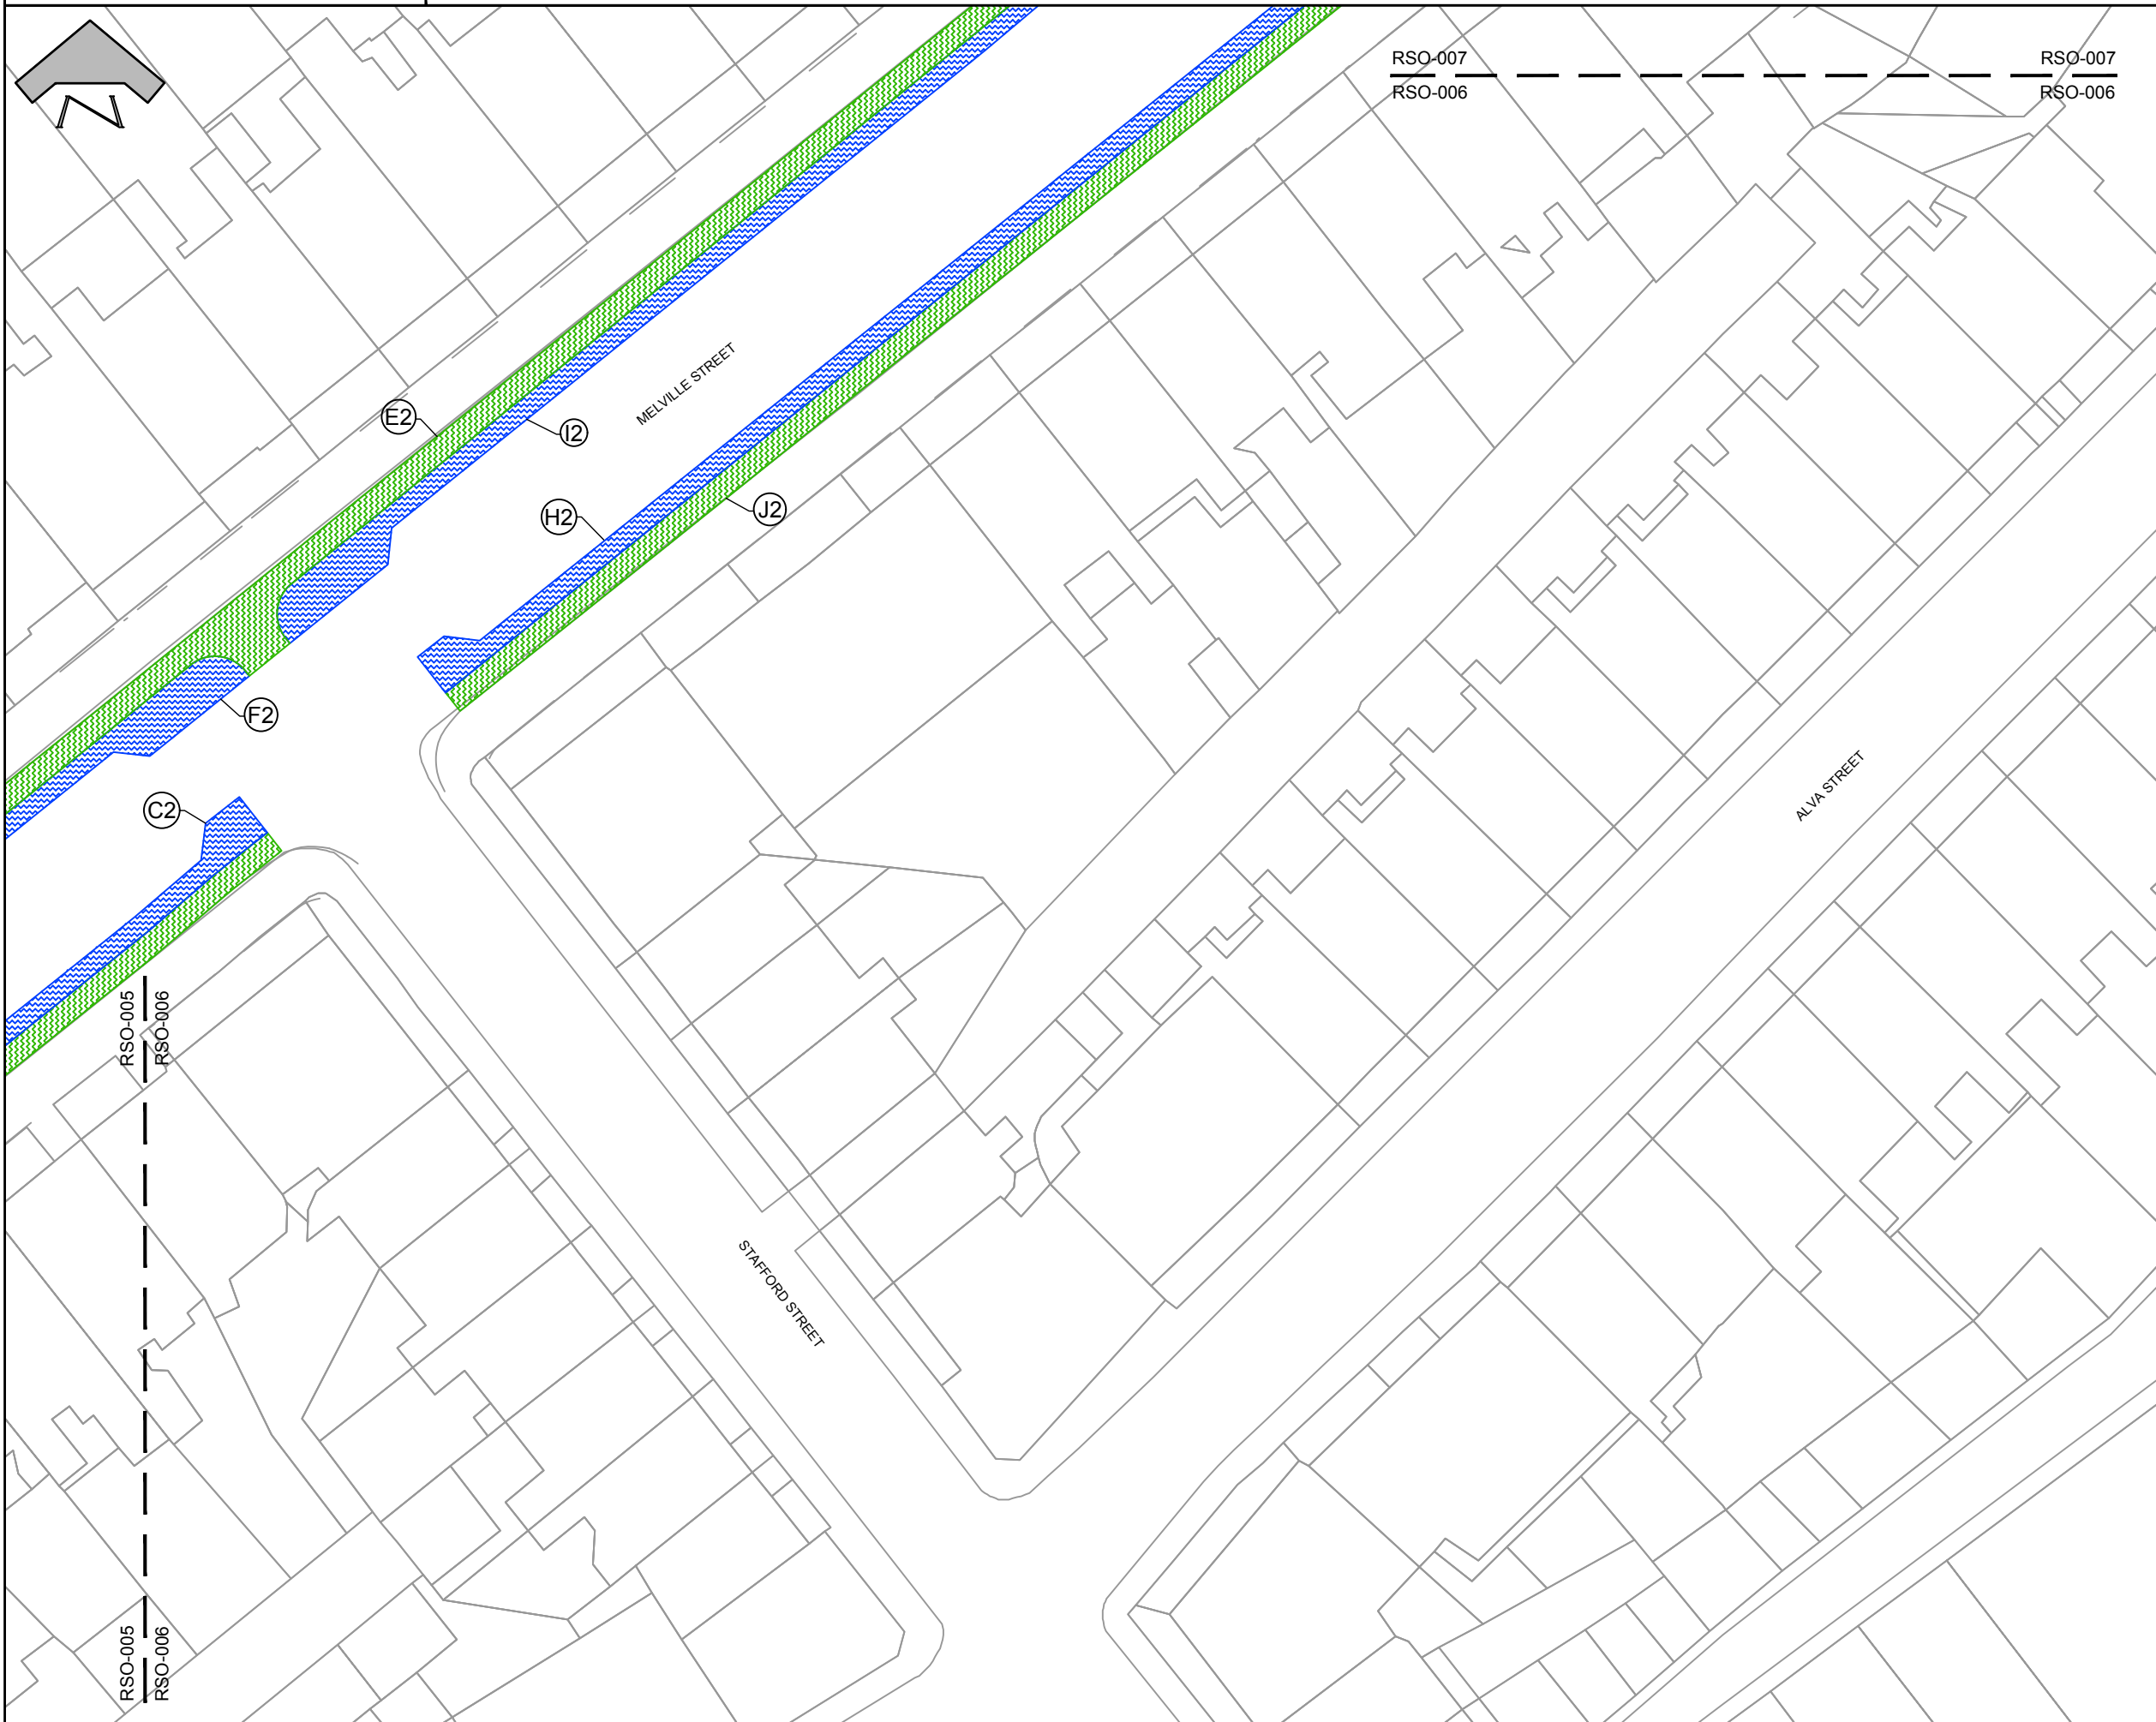 N
RSO-007
RSO-007
RSO-006
RSO-006
MELVILLE STREET
E2
I2
H2
J2
F2
C2
ALVA STREET
RSO-005
RSO-006
STAFFORD STREET
RSO-005
RSO-006